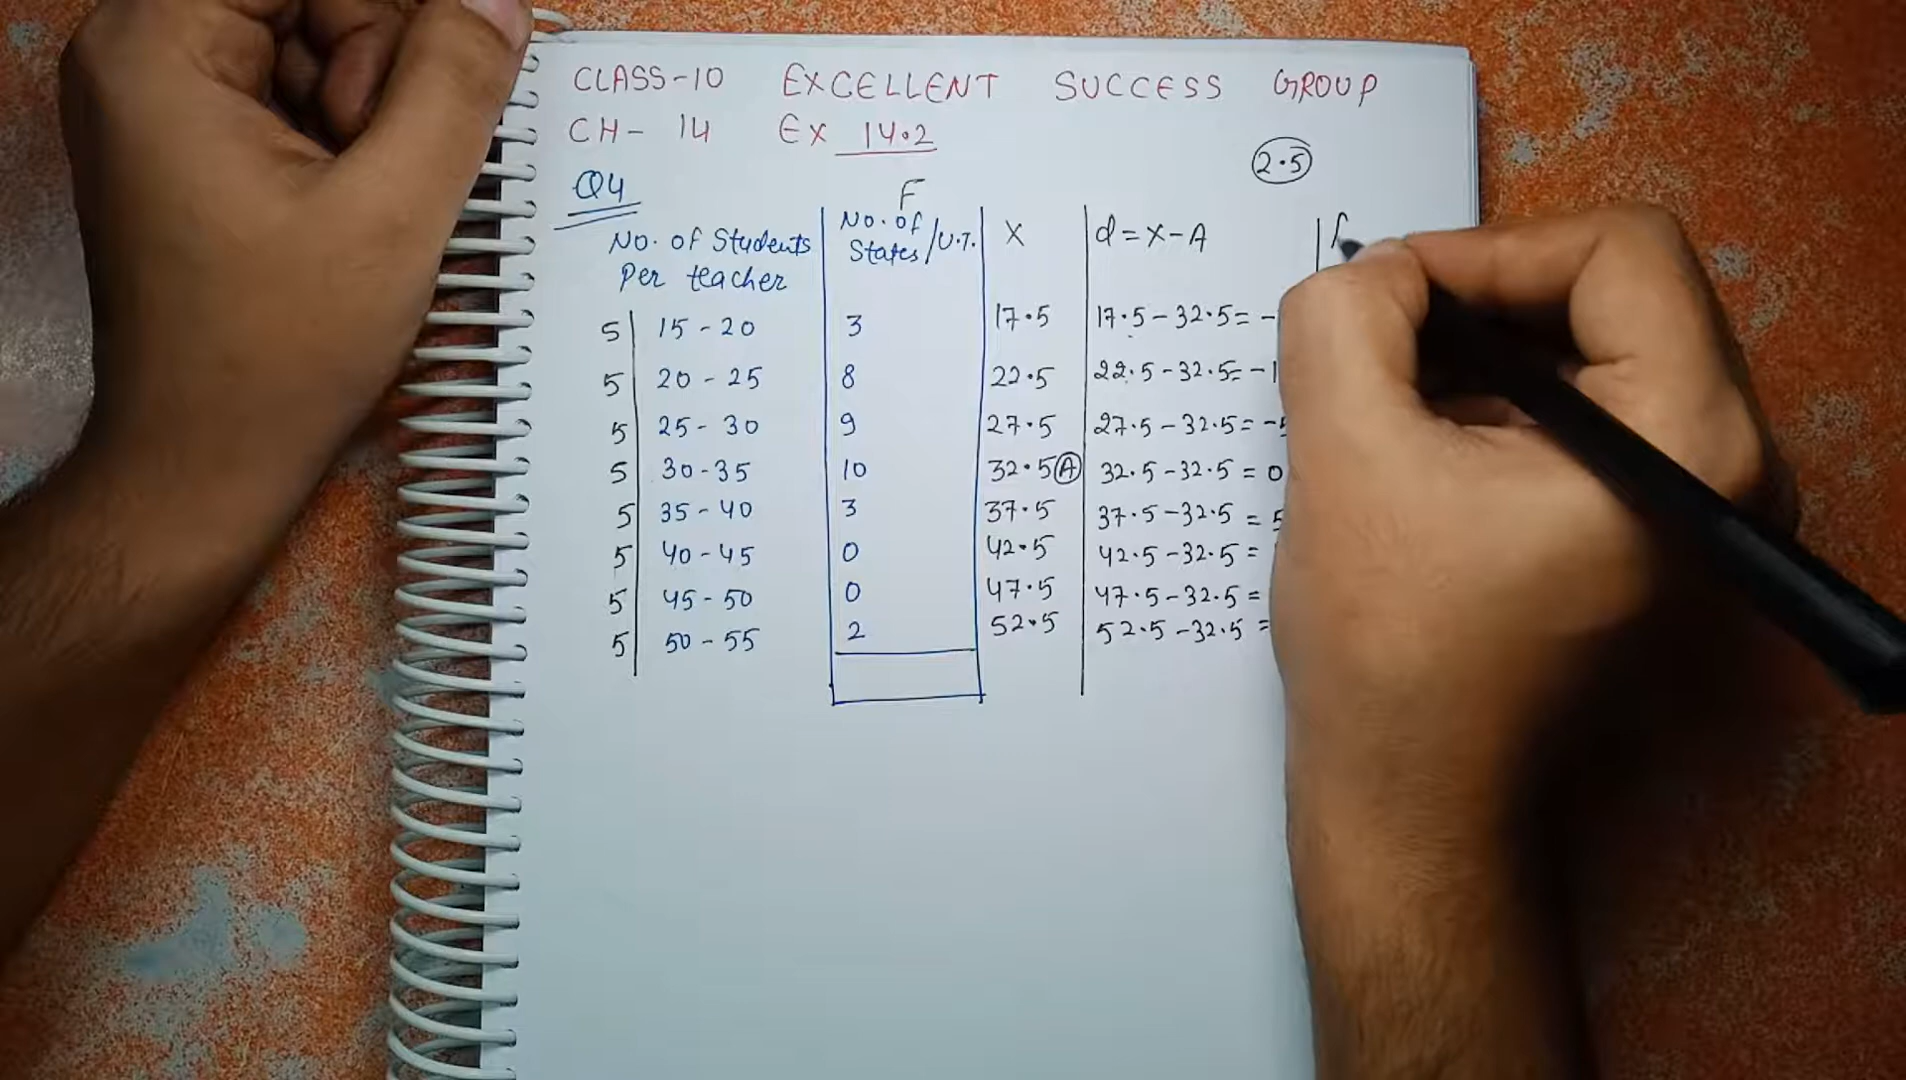 CLASS-10 EXCELLENT SUCCESS GROUP
CH- 14 Ex 14.2
2.5
Q4
F
No. of Students Per teacher
No. of States/U.T.
X
d = x - A
5 15 - 20 3 17.5 17.5 - 32.5 = -
5 20 - 25 8 22.5 22.5 - 32.5 = - 1
5 25 - 30 9 27.5 27.5 - 32.5 = -5
5 30 - 35 10 32.5 A 32.5 - 32.5 = 0
5 35 - 40 3 37.5 37.5 - 32.5 = 5
5 40 - 45 0 42.5 42.5 - 32.5 =
5 45 - 50 0 47.5 47.5 - 32.5 =
5 50 - 55 2 52.5 52.5 - 32.5 =